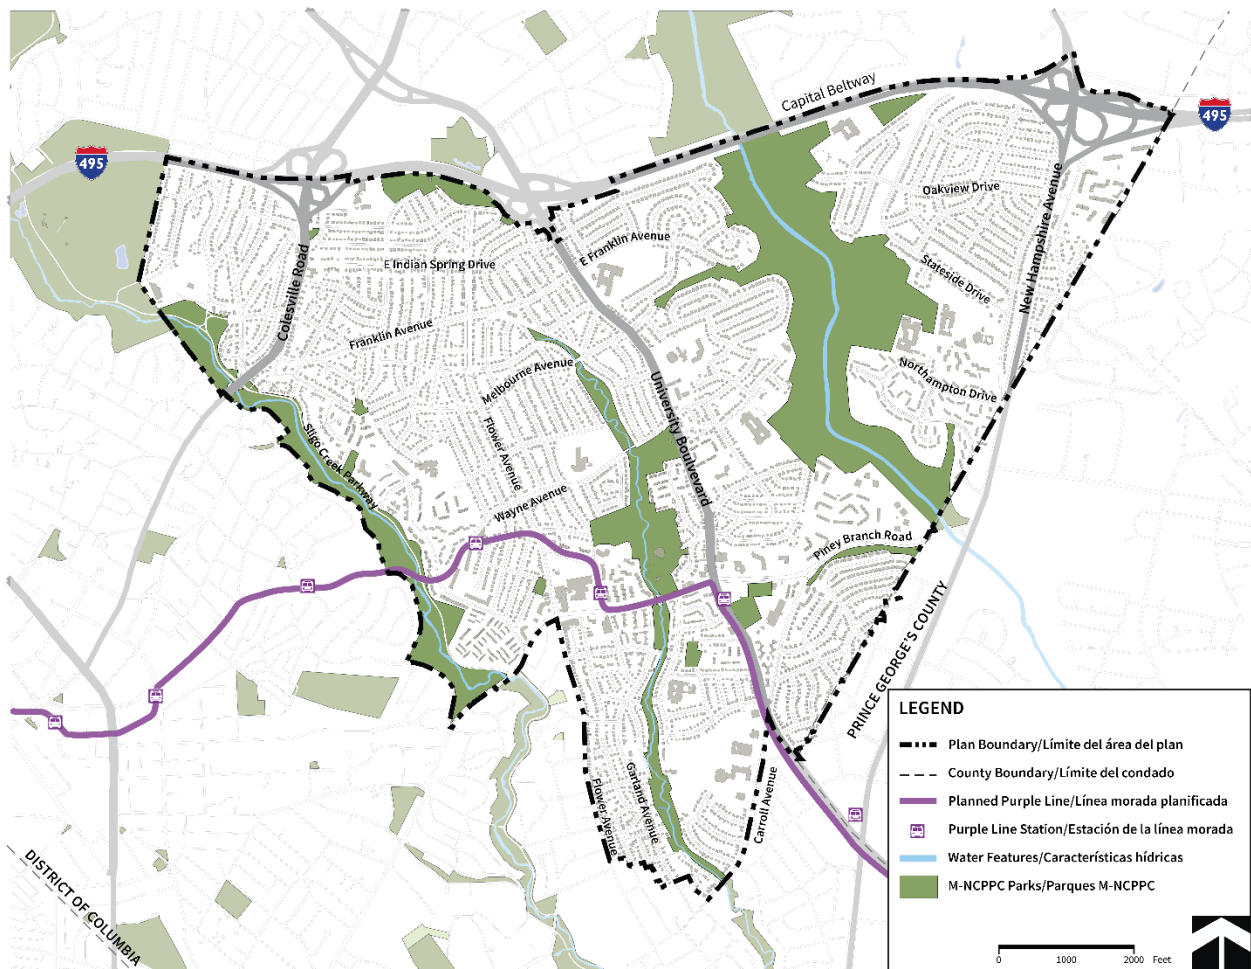 Capital Beltway
495
495
Oakview Drive
New Hampshire Avenue
E Franklin Avenue
E Indian Spring Drive
Colesville Road
Stateside Drive
Franklin Avenue
Melbourne Avenue
Northampton Drive
University Boulevard
Flower Avenue
Sligo Creek Parkway
Wayne Avenue
Piney Branch Road
PRINCE GEORGE'S COUNTY
Flower Avenue
Garland Avenue
Carroll Avenue
DISTRICT OF COLUMBIA
LEGEND
Plan Boundary/Límite del área del plan
County Boundary/Límite del condado
Planned Purple Line/Línea morada planificada
Purple Line Station/Estación de la línea morada
Water Features/Características hídricas
M-NCPPC Parks/Parques M-NCPPC
0 1000 2000 Feet